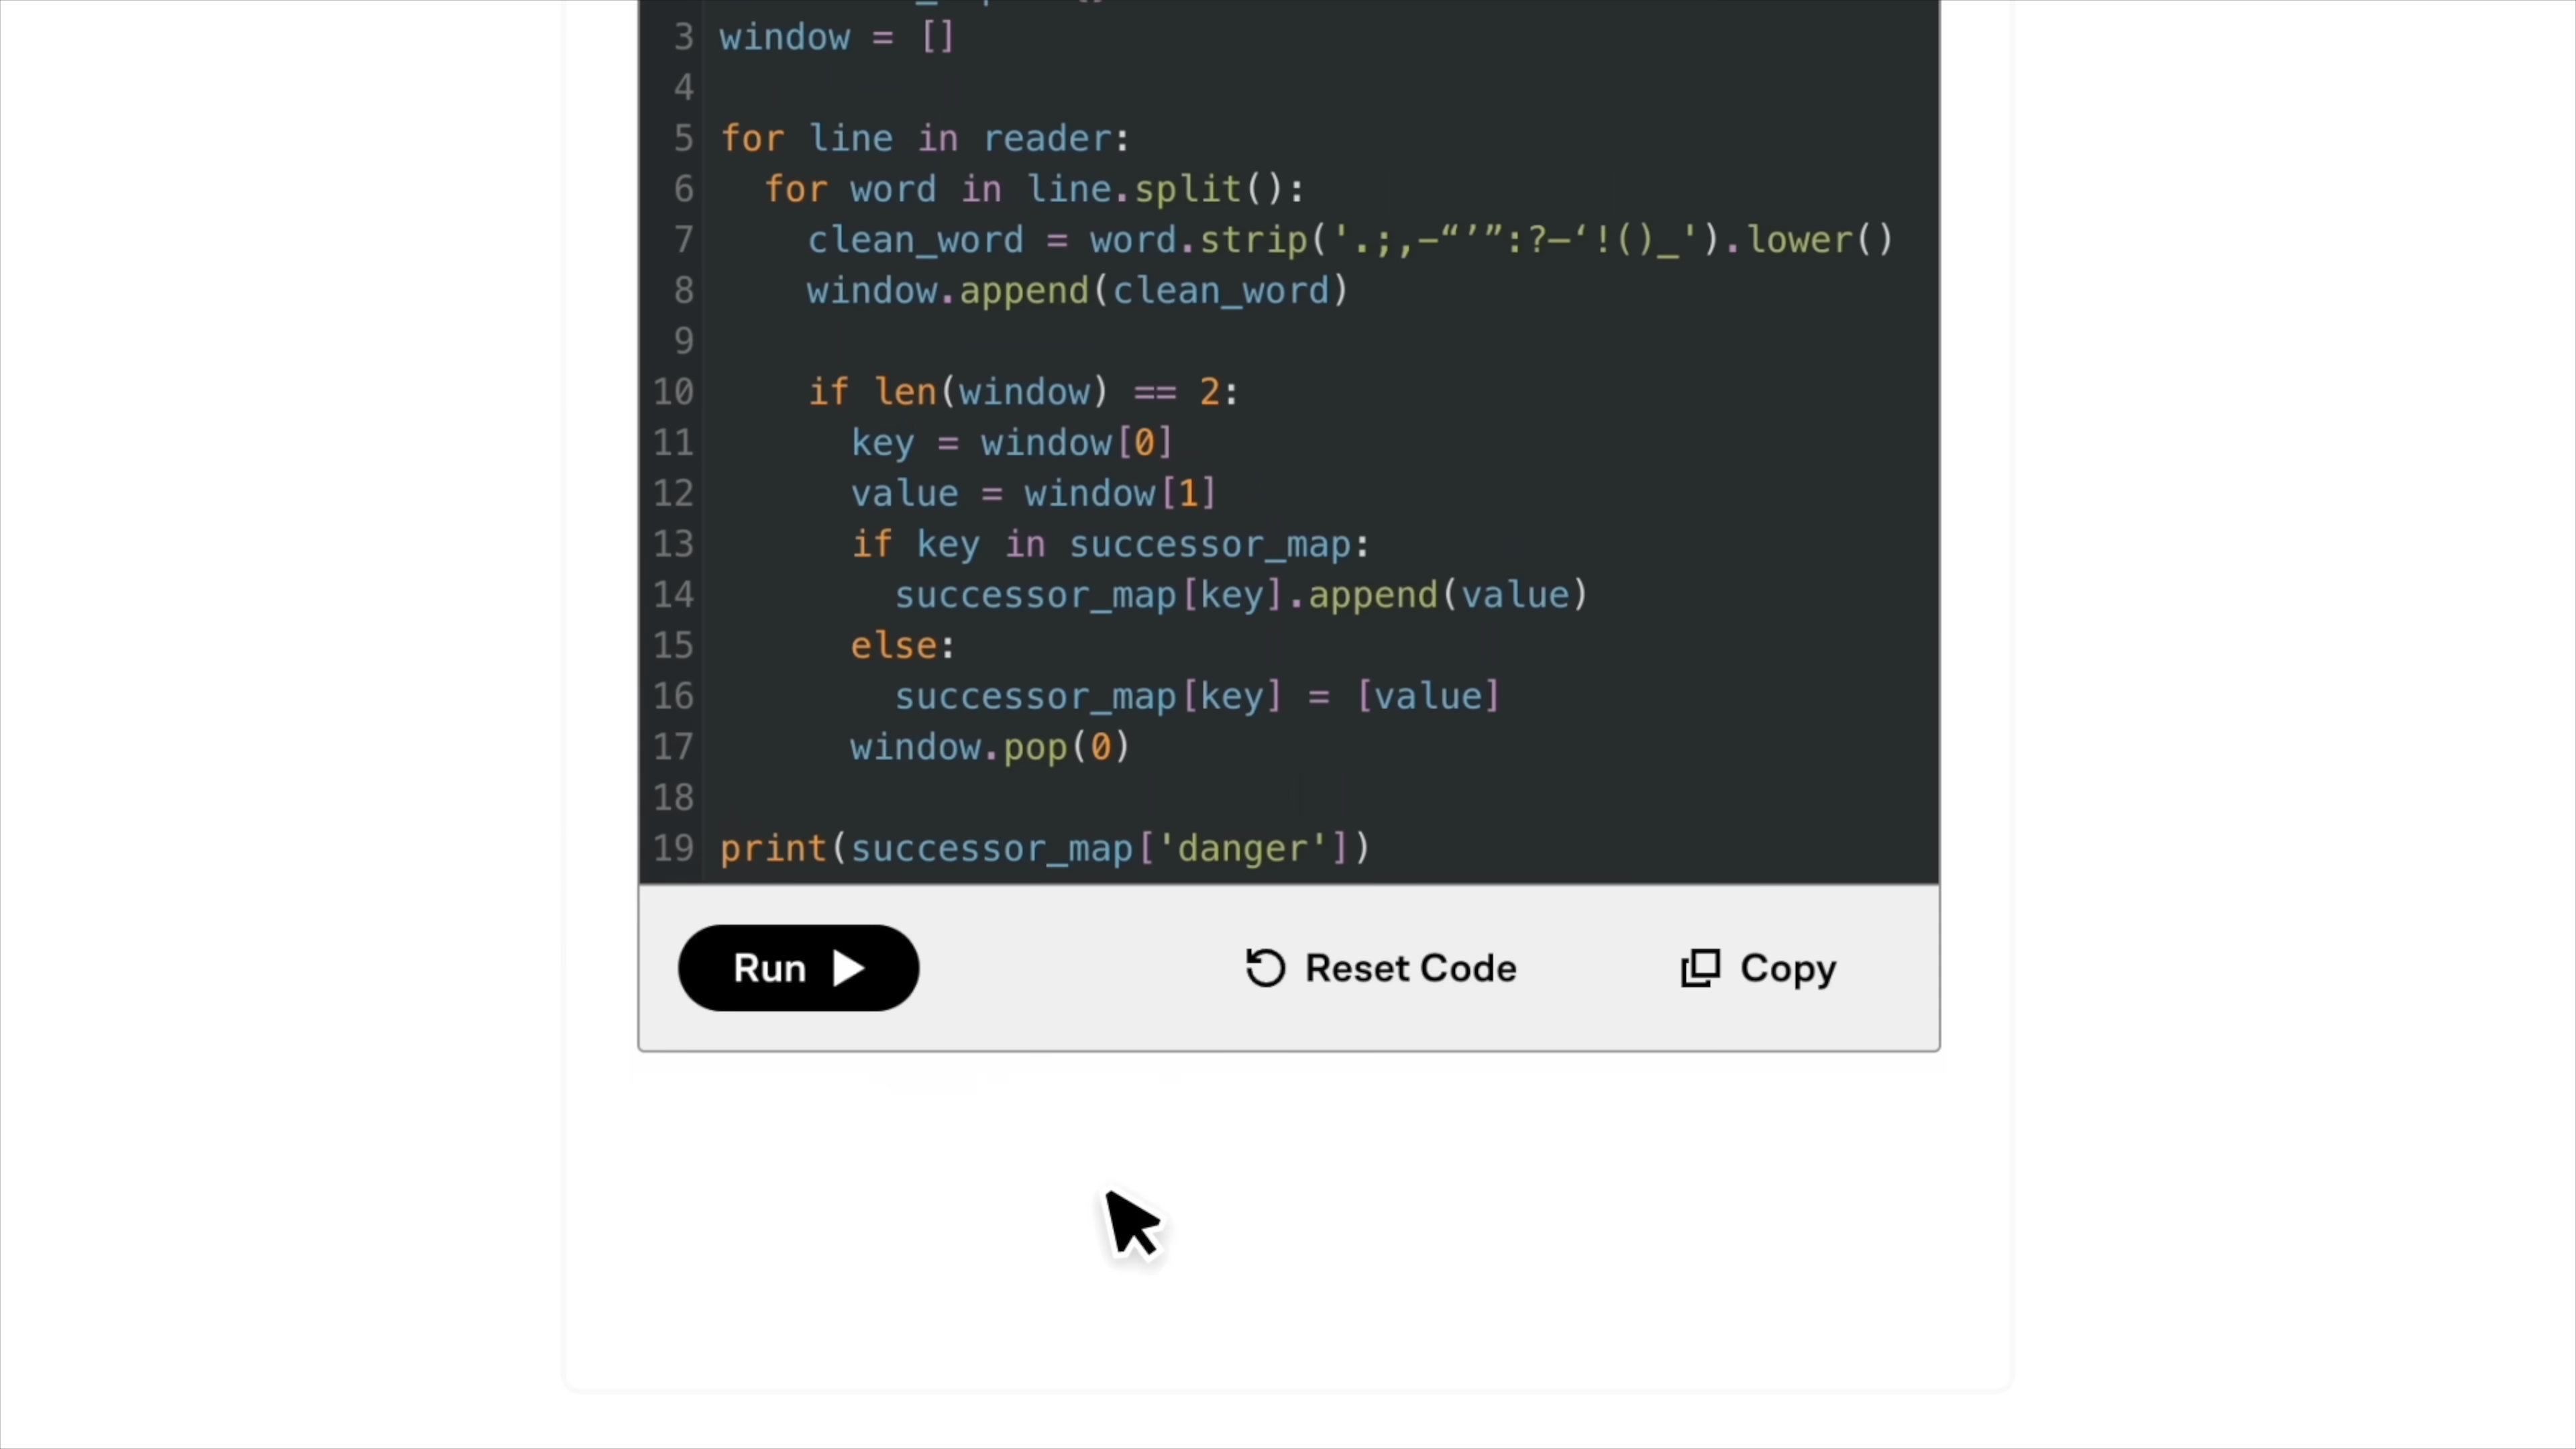 3 window = []
4
5 for line in reader:
6   for word in line.split():
7     clean_word = word.strip('.;,—“’”:?—‘!()_').lower()
8     window.append(clean_word)
9
10     if len(window) == 2:
11       key = window[0]
12       value = window[1]
13       if key in successor_map:
14         successor_map[key].append(value)
15       else:
16         successor_map[key] = [value]
17       window.pop(0)
18
19 print(successor_map['danger'])
Run
Reset Code
Copy